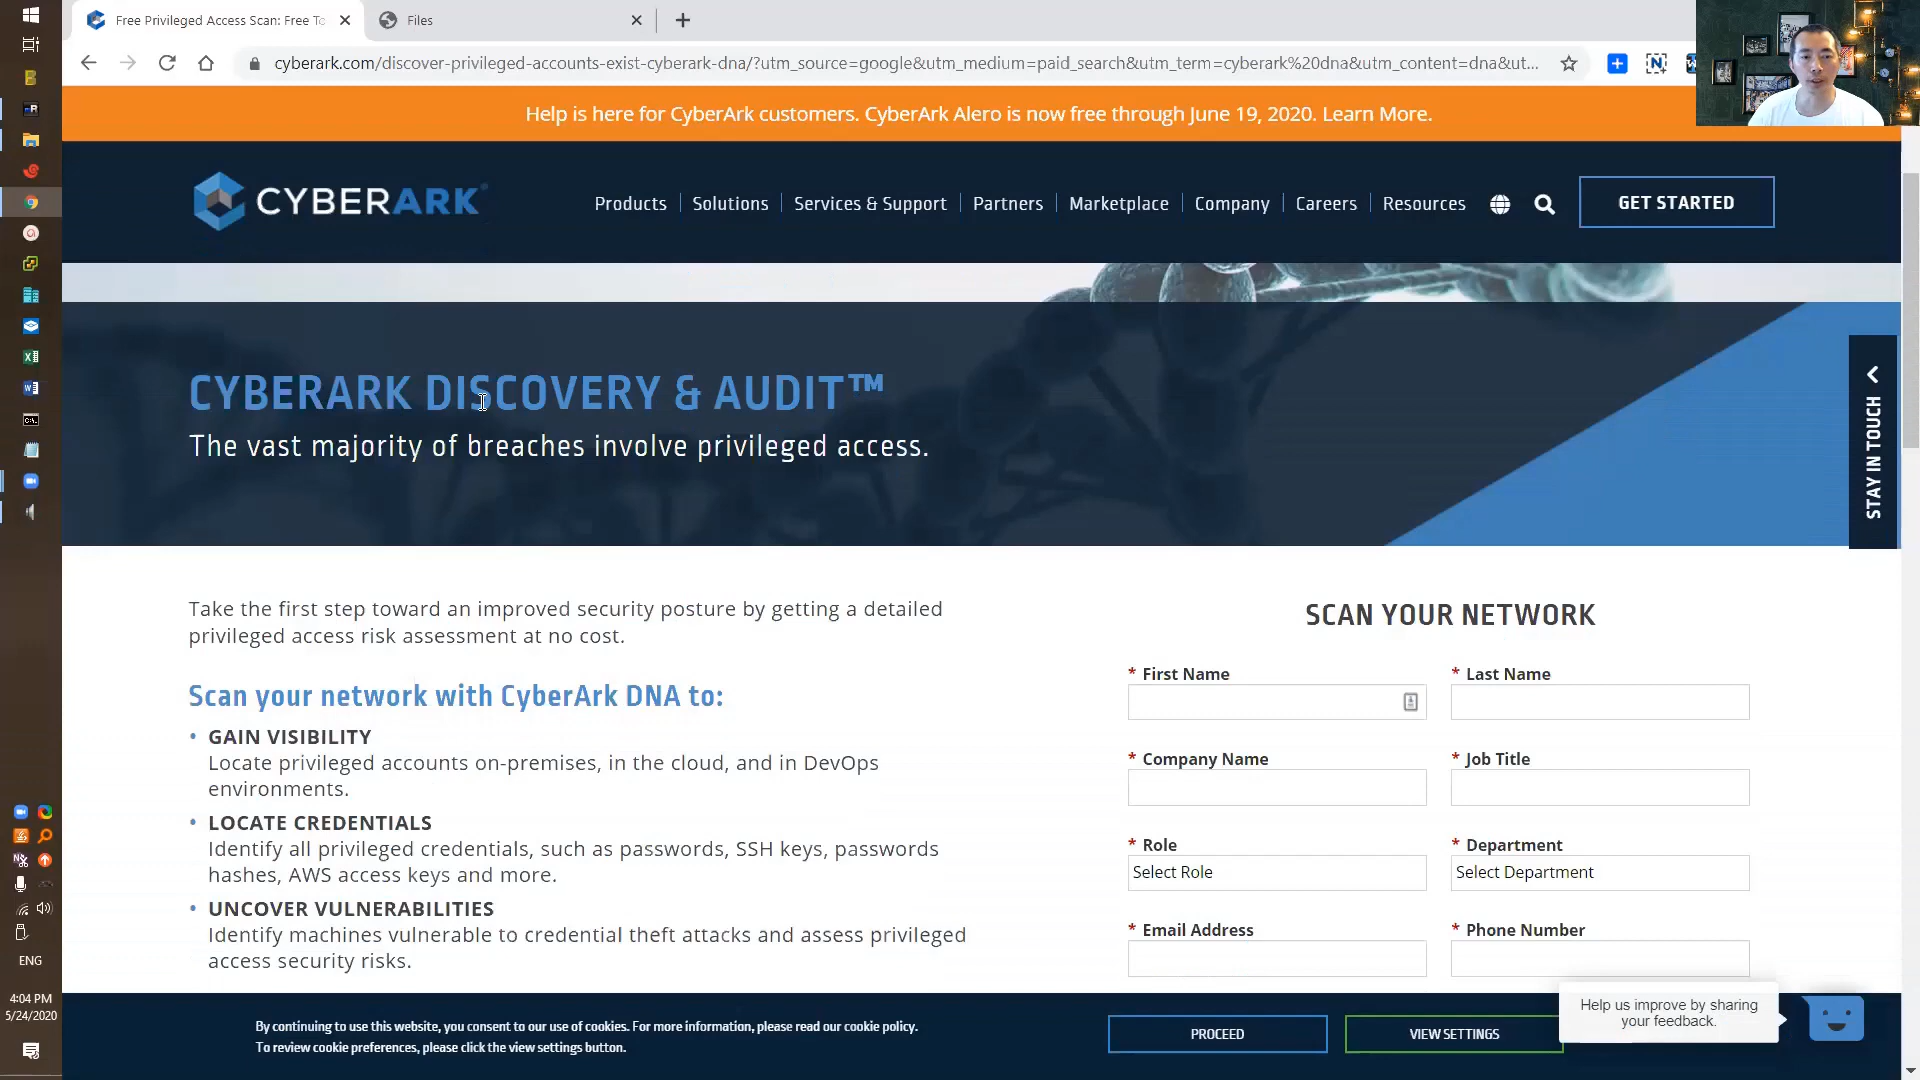 Free Privileged Access Scan: Free To
Files
cyberark.com/discover-privileged-accounts-exist-cyberark-dna/?utm_source=google&utm_medium=paid_search&utm_term=cyberark%20dna&utm_content=dna&ut...
Help is here for CyberArk customers. CyberArk Alero is now free through June 19, 2020. Learn More.
CYBERARK
Products
Solutions
Services & Support
Partners
Marketplace
Company
Careers
Resources
GET STARTED
CYBERARK DISCOVERY & AUDIT™
The vast majority of breaches involve privileged access.
STAY IN TOUCH
Take the first step toward an improved security posture by getting a detailed
privileged access risk assessment at no cost.
Scan your network with CyberArk DNA to:
• GAIN VISIBILITY
Locate privileged accounts on-premises, in the cloud, and in DevOps
environments.
• LOCATE CREDENTIALS
Identify all privileged credentials, such as passwords, SSH keys, passwords
hashes, AWS access keys and more.
• UNCOVER VULNERABILITIES
Identify machines vulnerable to credential theft attacks and assess privileged
access security risks.
SCAN YOUR NETWORK
* First Name
* Last Name
* Company Name
* Job Title
* Role
* Department
Select Role
Select Department
* Email Address
* Phone Number
By continuing to use this website, you consent to our use of cookies. For more information, please read our cookie policy.
To review cookie preferences, please click the view settings button.
PROCEED
VIEW SETTINGS
Help us improve by sharing
your feedback.
ENG
4:04 PM
5/24/2020